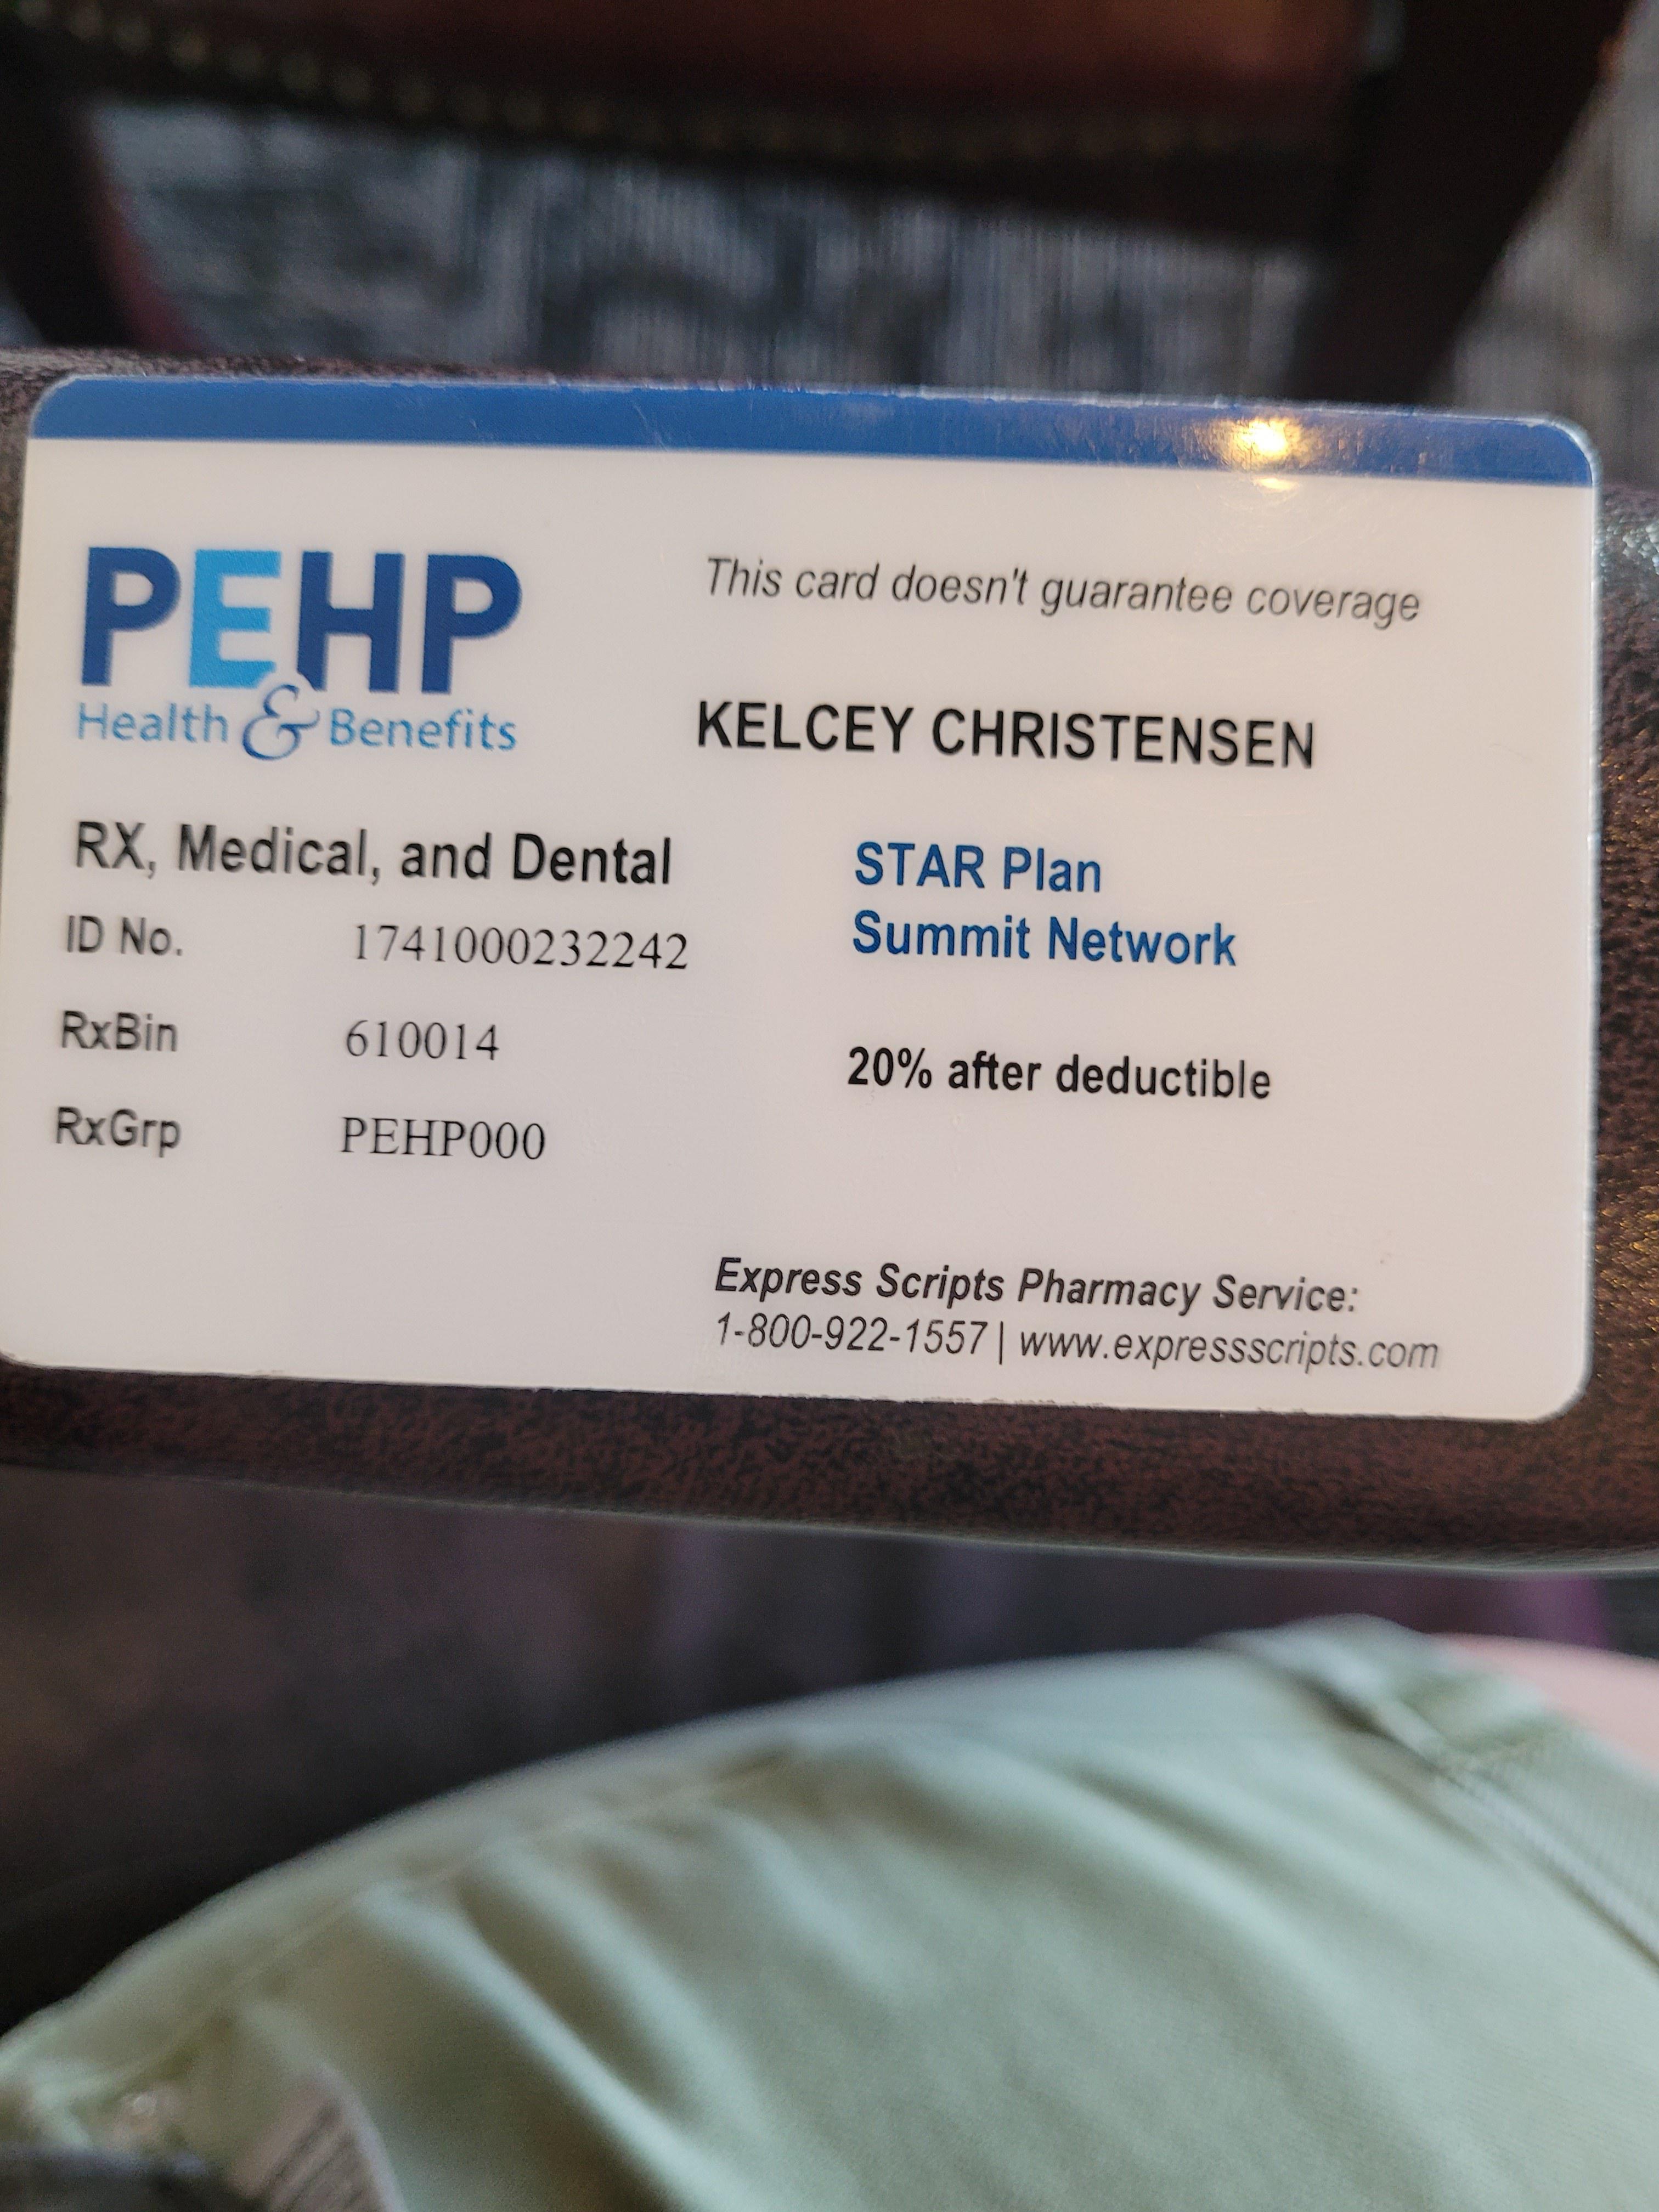 PEHP
Health & Benefits
This card doesn't guarantee coverage
KELCEY CHRISTENSEN
RX, Medical, and Dental
ID No. 1741000232242
RxBin 610014
RxGrp PEHP000
STAR Plan
Summit Network
20% after deductible
Express Scripts Pharmacy Service:
1-800-922-1557 | www.expressscripts.com